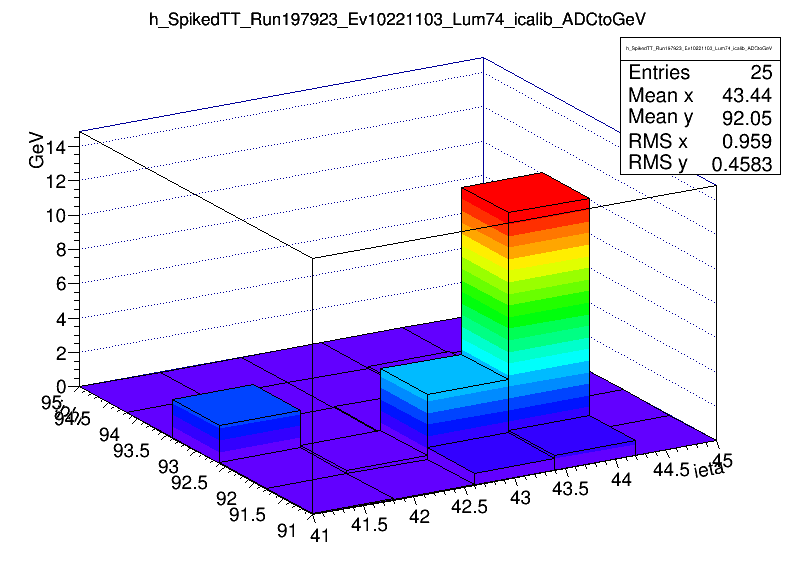 h_SpikedTT_Run197923_Ev10221103_Lum74_icalib_ADCtoGeV
h_SpikedTT_Run197923_Ev10221103_Lum74_icalib_ADCtoGeV
Entries 25
Mean x 43.44
Mean y 92.05
RMS x 0.959
RMS y 0.4583
GeV
14
12
10
8
6
4
2
0
95
94.5
94
93.5
93
92.5
92
91.5
91
41
41.5
42
42.5
43
43.5
44
44.5
45
ieta